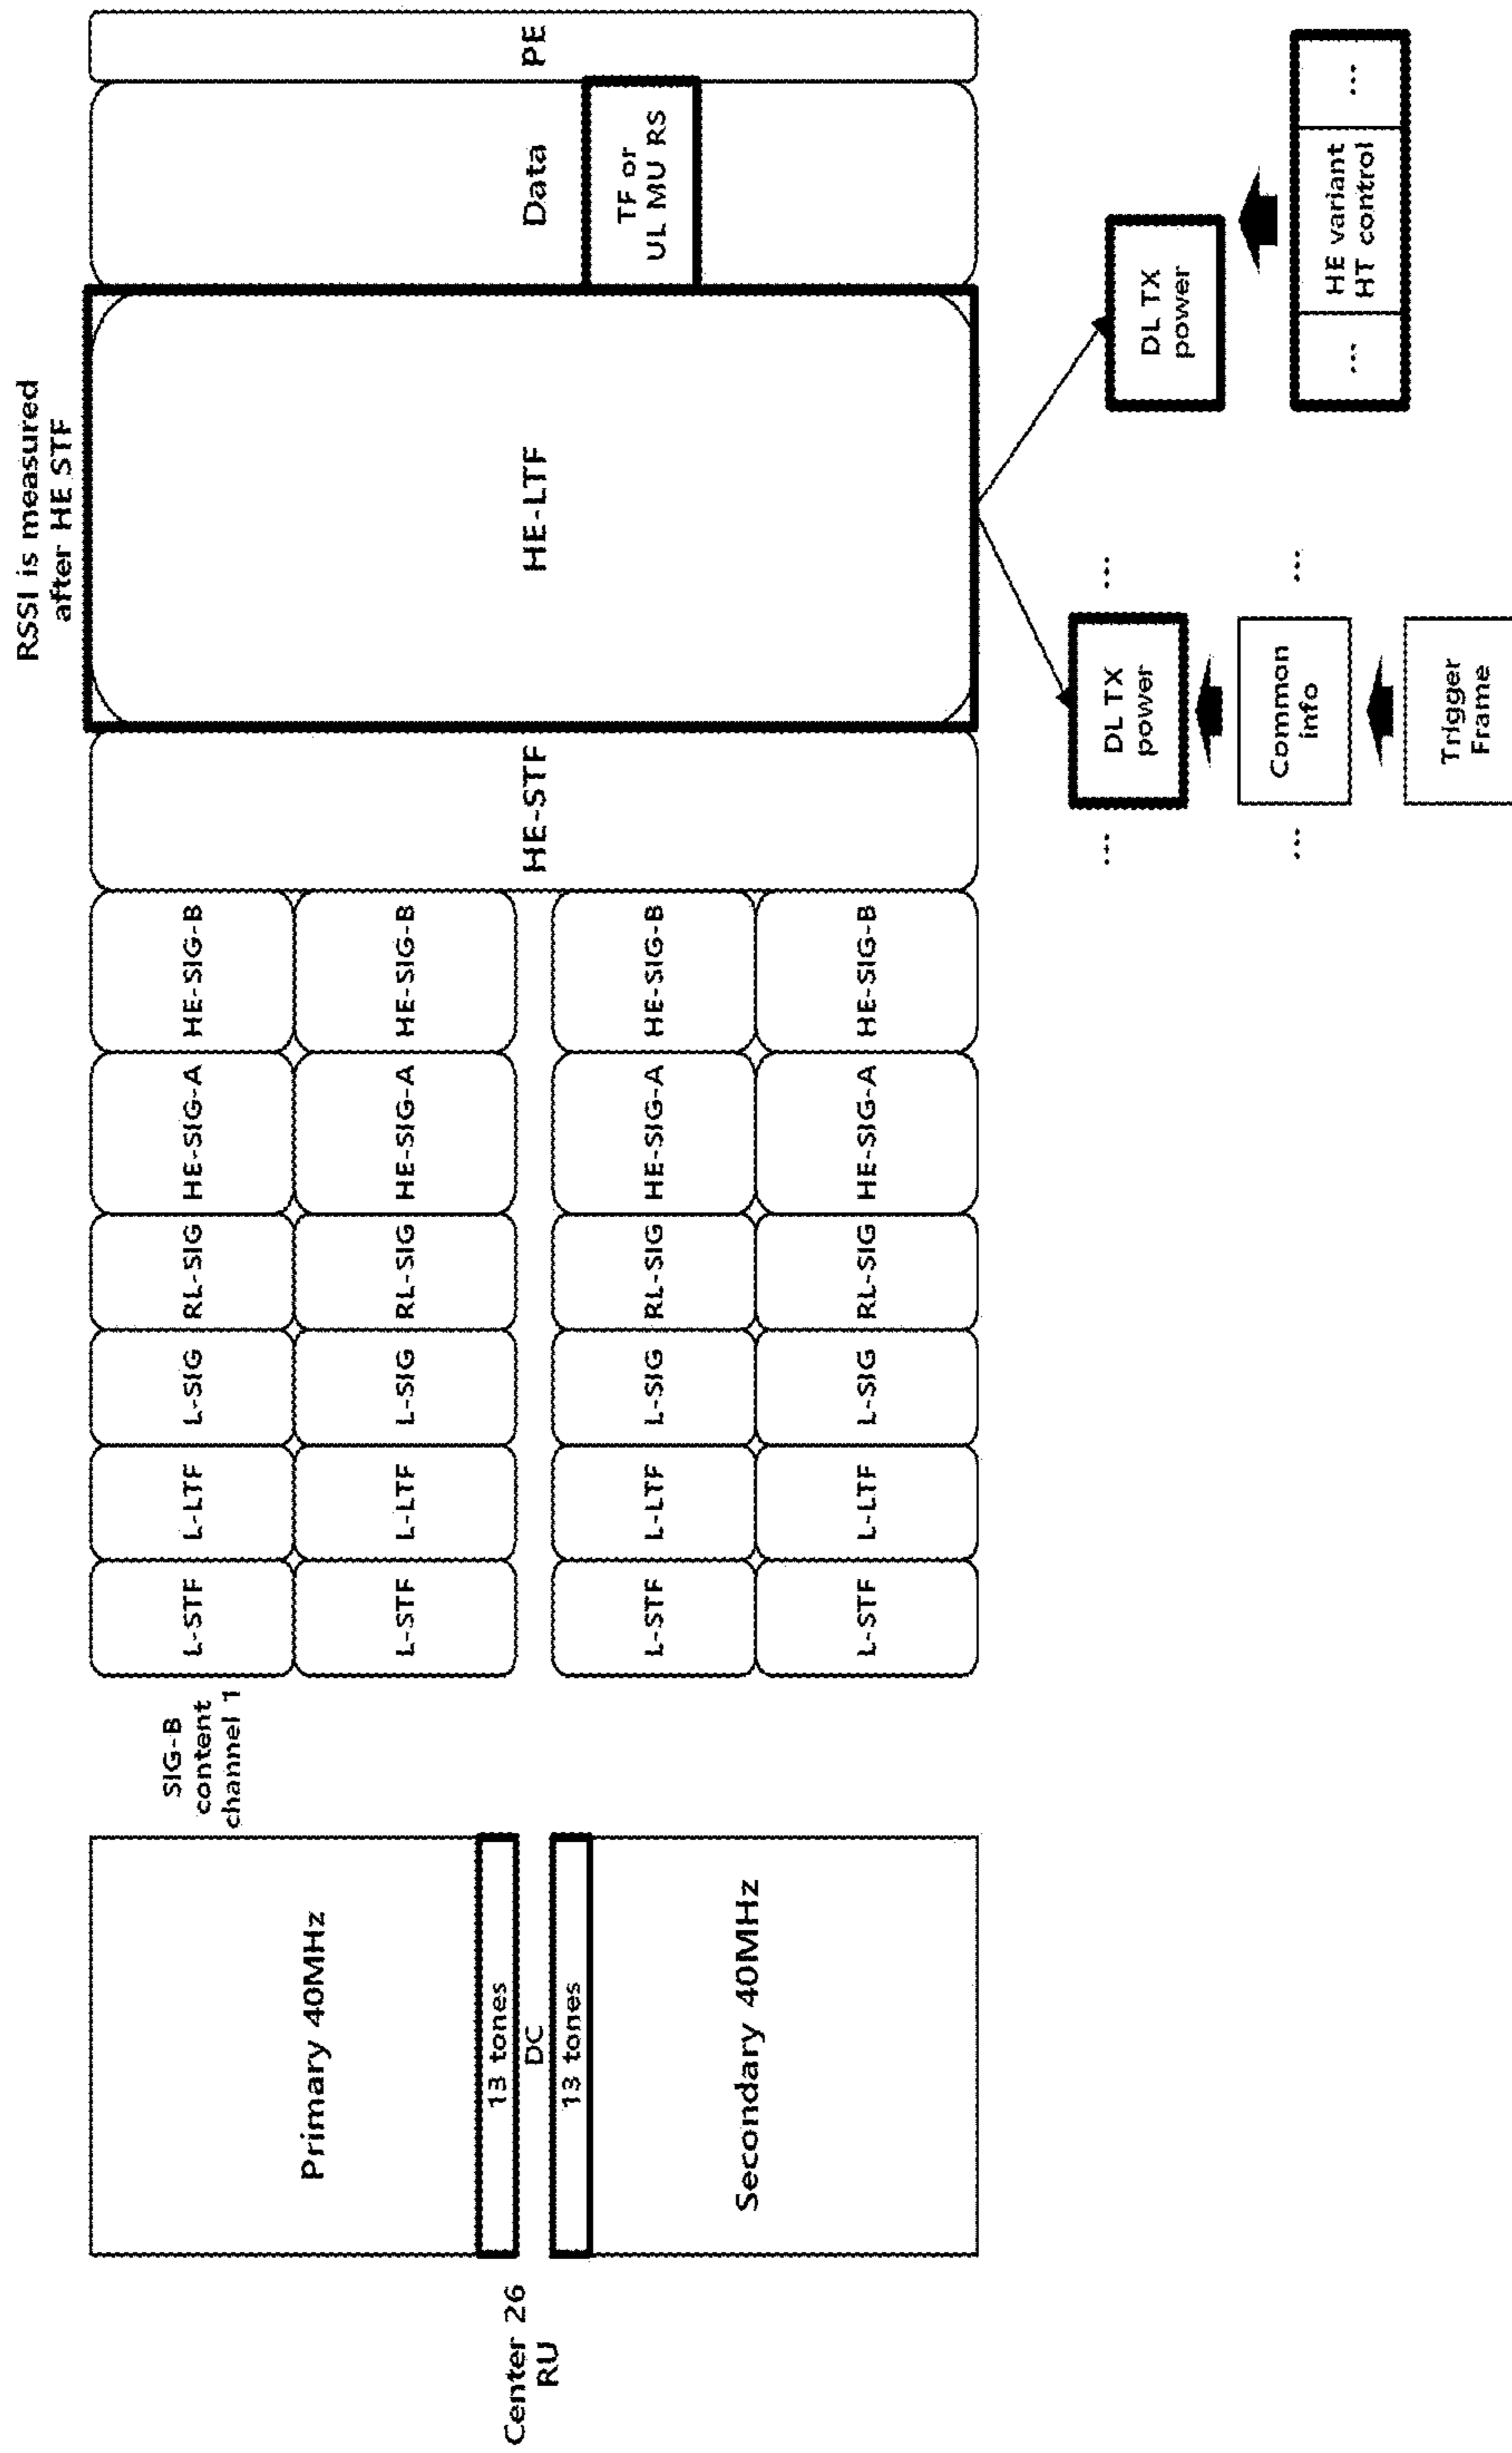 RSSI is measured
after HE STF
SIG-B
content
channel 1
Primary 40MHz
13 tones
Center 26
RU
DC
13 tones
Secondary 40MHz
L-STF
L-LTF
L-SIG
RL-SIG
HE-SIG-A
HE-SIG-B
L-STF
L-LTF
L-SIG
RL-SIG
HE-SIG-A
HE-SIG-B
L-STF
L-LTF
L-SIG
RL-SIG
HE-SIG-A
HE-SIG-B
L-STF
L-LTF
L-SIG
RL-SIG
HE-SIG-A
HE-SIG-B
HE-STF
HE-LTF
Data
TF or
UL MU RS
PE
...
DL TX
power
...
DL TX
power
...
Common
info
...
...
HE variant
HT control
...
Trigger
Frame